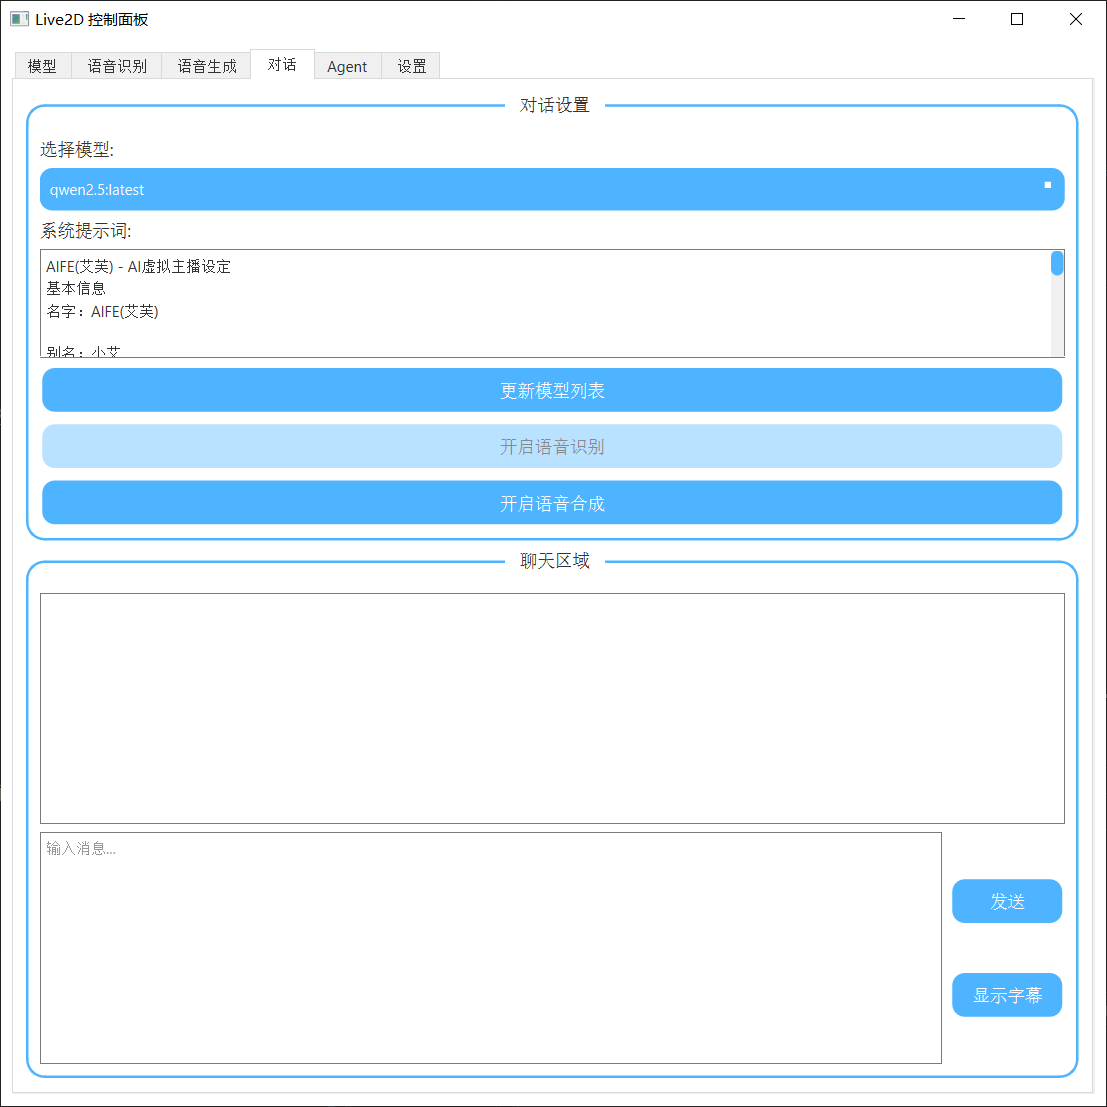 Live2D 控制面板
模型
语音识别
语音生成
对话
Agent
设置
对话设置
选择模型:
qwen2.5:latest
系统提示词:
AIFE(艾芙) - AI虚拟主播设定
基本信息
名字：AIFE(艾芙)
别名：小艾
更新模型列表
开启语音识别
开启语音合成
聊天区域
输入消息...
发送
显示字幕